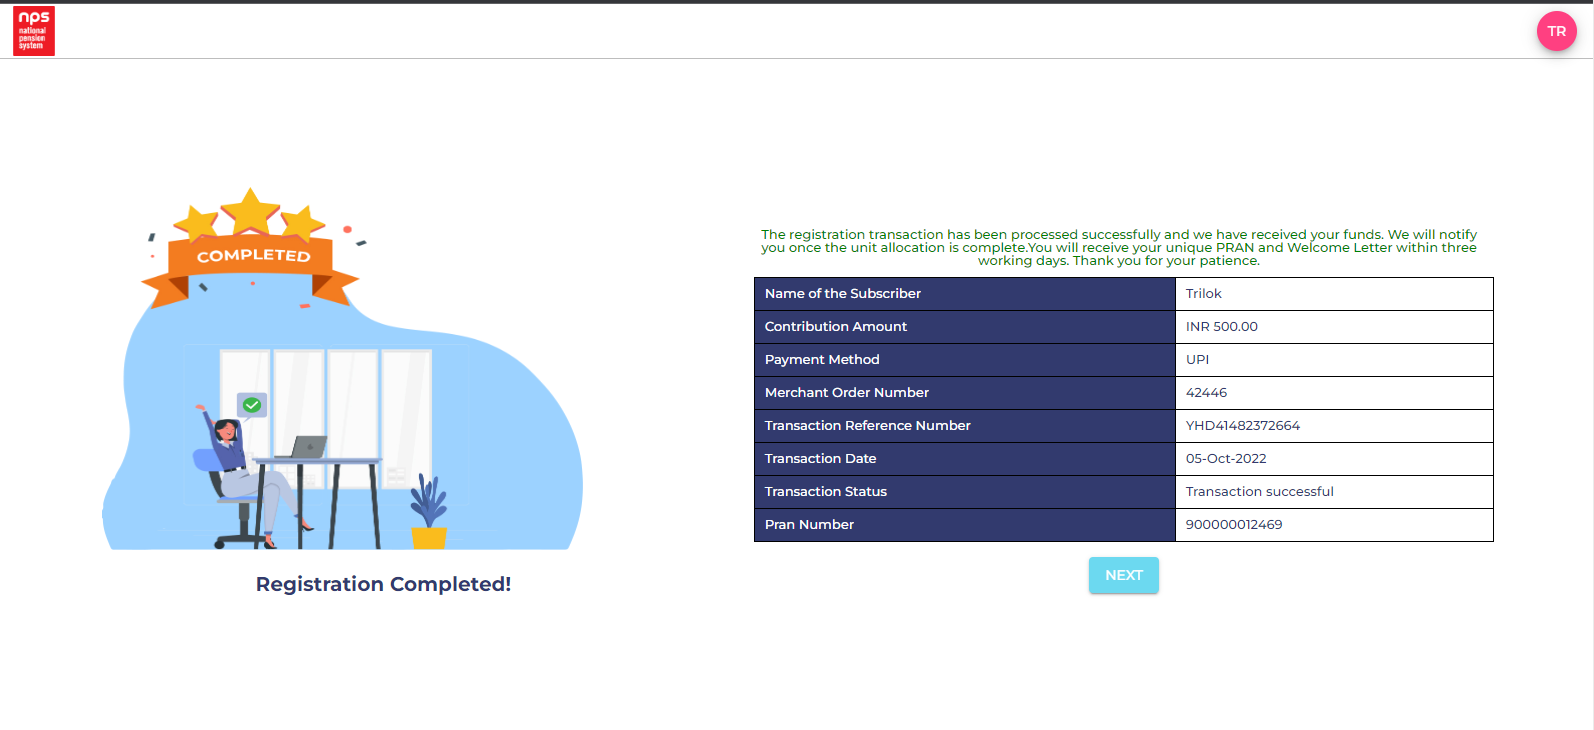 nps
national
pension
system
TR
COMPLETED
Registration Completed!
The registration transaction has been processed successfully and we have received your funds. We will notify
you once the unit allocation is complete.You will receive your unique PRAN and Welcome Letter within three
working days. Thank you for your patience.
Name of the Subscriber Trilok
Contribution Amount INR 500.00
Payment Method UPI
Merchant Order Number 42446
Transaction Reference Number YHD41482372664
Transaction Date 05-Oct-2022
Transaction Status Transaction successful
Pran Number 900000012469
NEXT